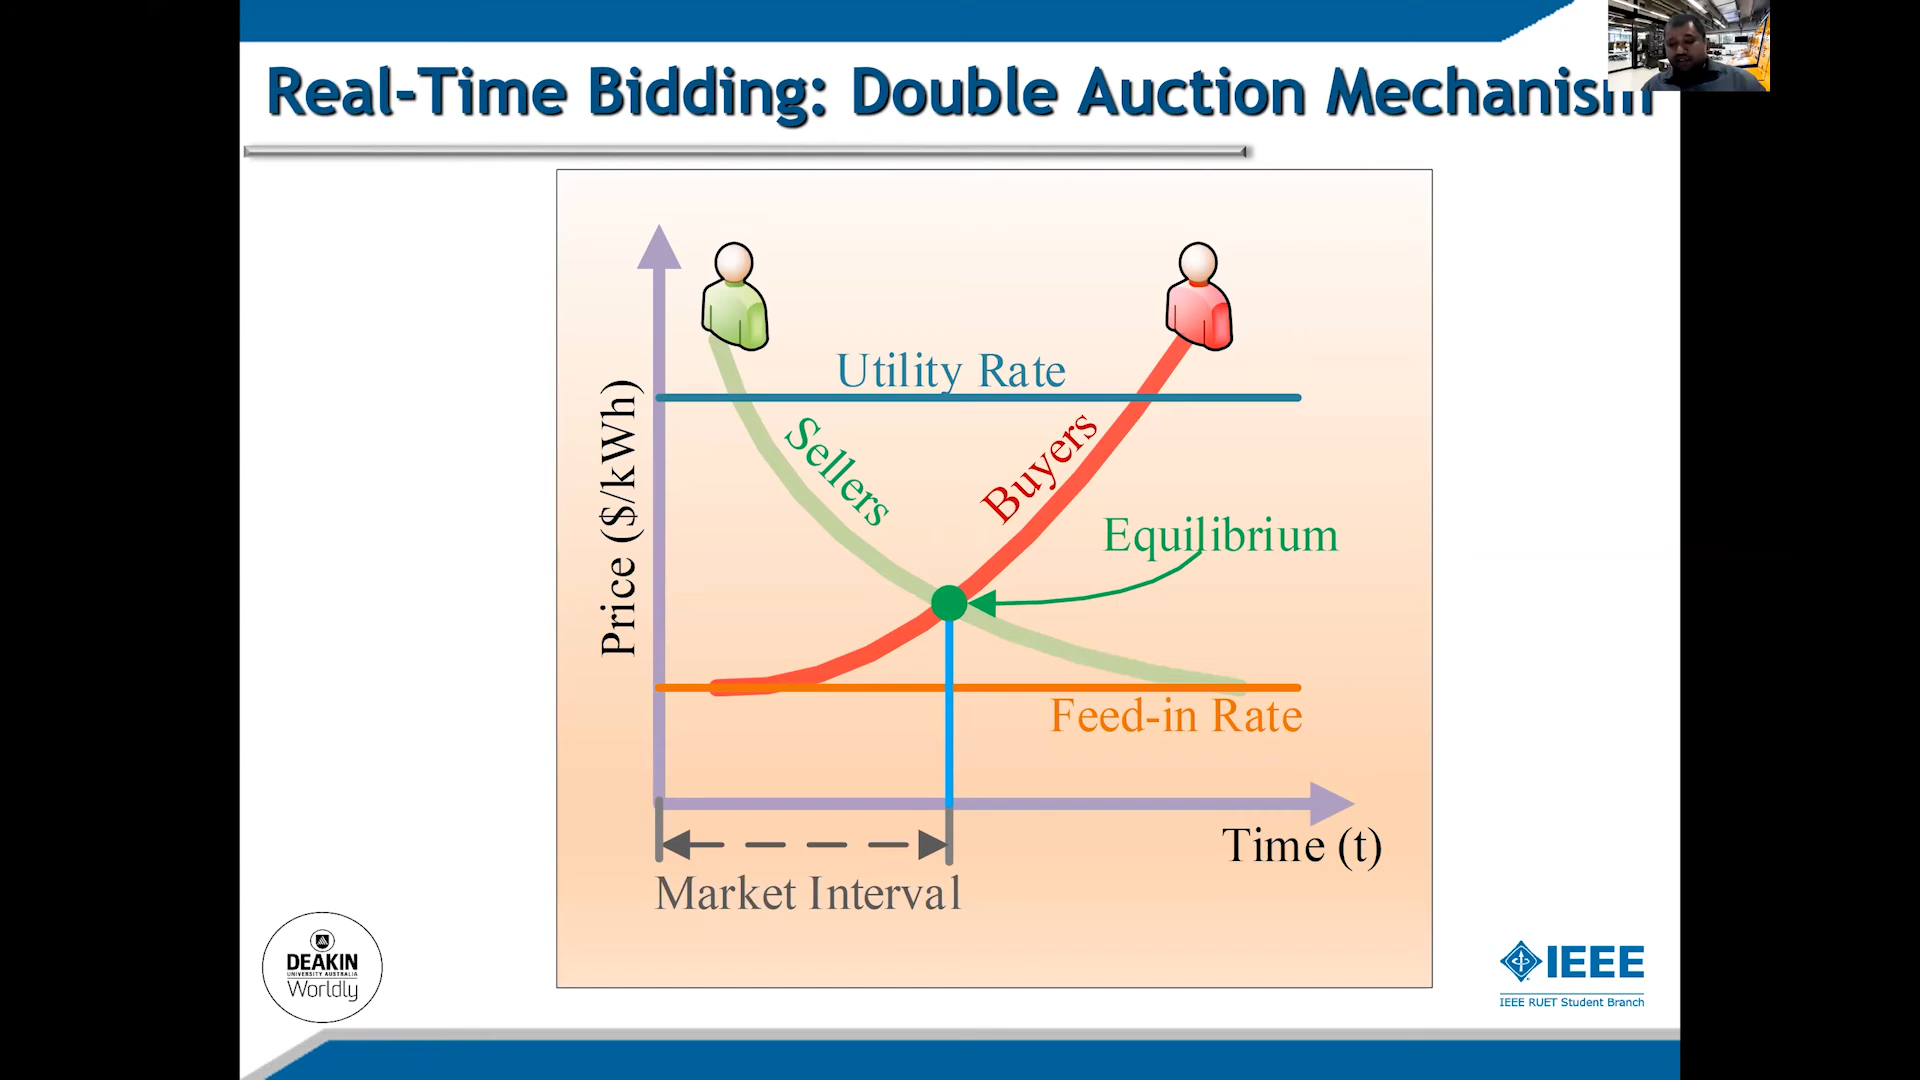 Real-Time Bidding: Double Auction Mechanism
Utility Rate
Sellers
Buyers
Equilibrium
Price ($/kWh)
Feed-in Rate
Time (t)
Market Interval
DEAKIN
UNIVERSITY AUSTRALIA
Worldly
IEEE
IEEE RUET Student Branch